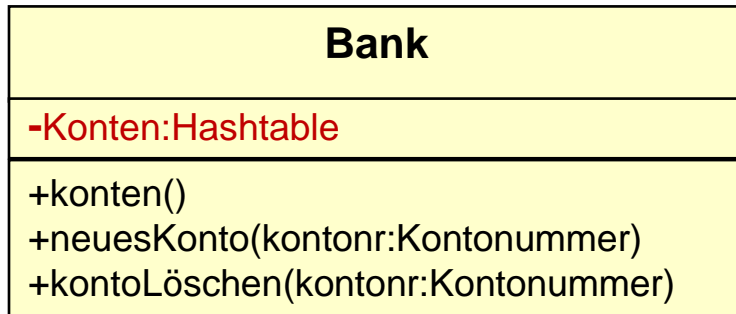 Bank
-Konten:Hashtable
+konten()
+neuesKonto(kontonr:Kontonummer)
+kontoLöschen(kontonr:Kontonummer)